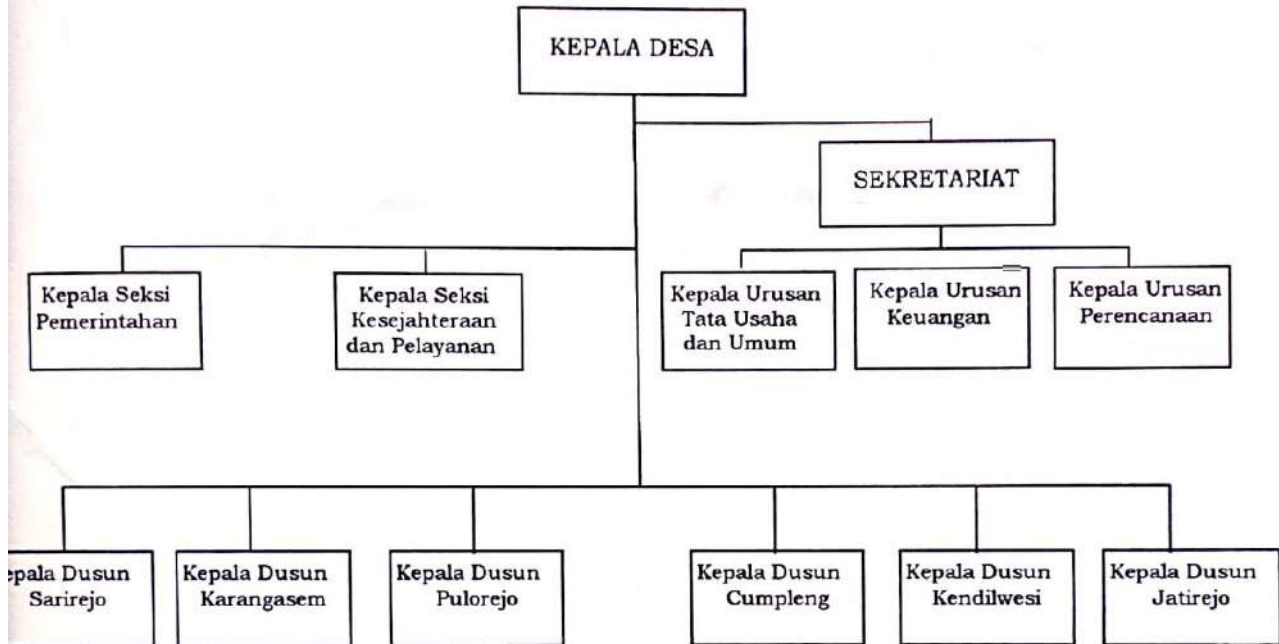 KEPALA DESA
SEKRETARIAT
Kepala Seksi
Pemerintahan
Kepala Seksi
Kesejahteraan
dan Pelayanan
Kepala Urusan
Tata Usaha
dan Umum
Kepala Urusan
Keuangan
Kepala Urusan
Perencanaan
epala Dusun
Sarirejo
Kepala Dusun
Karangasem
Kepala Dusun
Pulorejo
Kepala Dusun
Cumpleng
Kepala Dusun
Kendilwesi
Kepala Dusun
Jatirejo